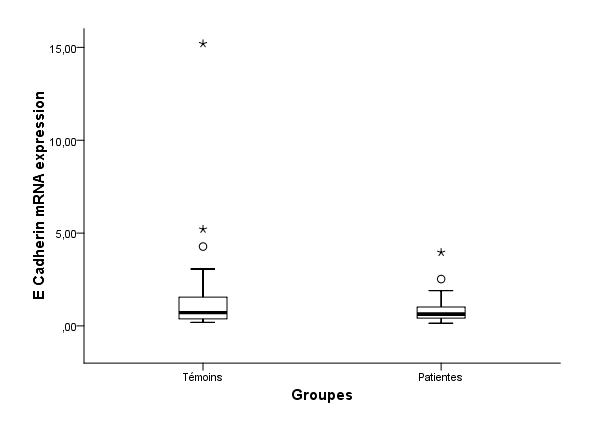 E Cadherin mRNA expression
15,00
10,00
5,00
,00
Témoins
Patientes
Groupes